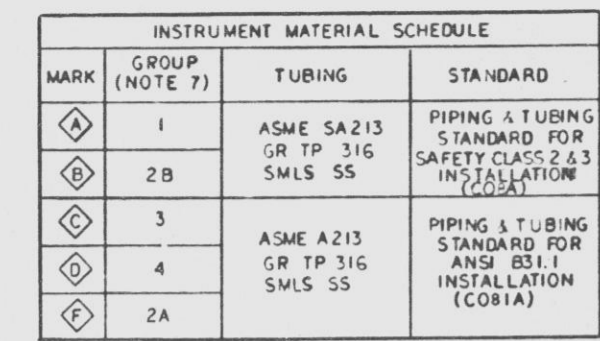 INSTRUMENT MATERIAL SCHEDULE
MARK GROUP (NOTE 7) TUBING STANDARD
A 1
B 2B
ASME SA213
GR TP 316
SMLS SS
PIPING & TUBING
STANDARD FOR
SAFETY CLASS 2 & 3
INSTALLATION
C 3
D 4
F 2A
ASME A213
GR TP 316
SMLS SS
PIPING & TUBING
STANDARD FOR
ANSI B31.1
INSTALLATION
(C081A)